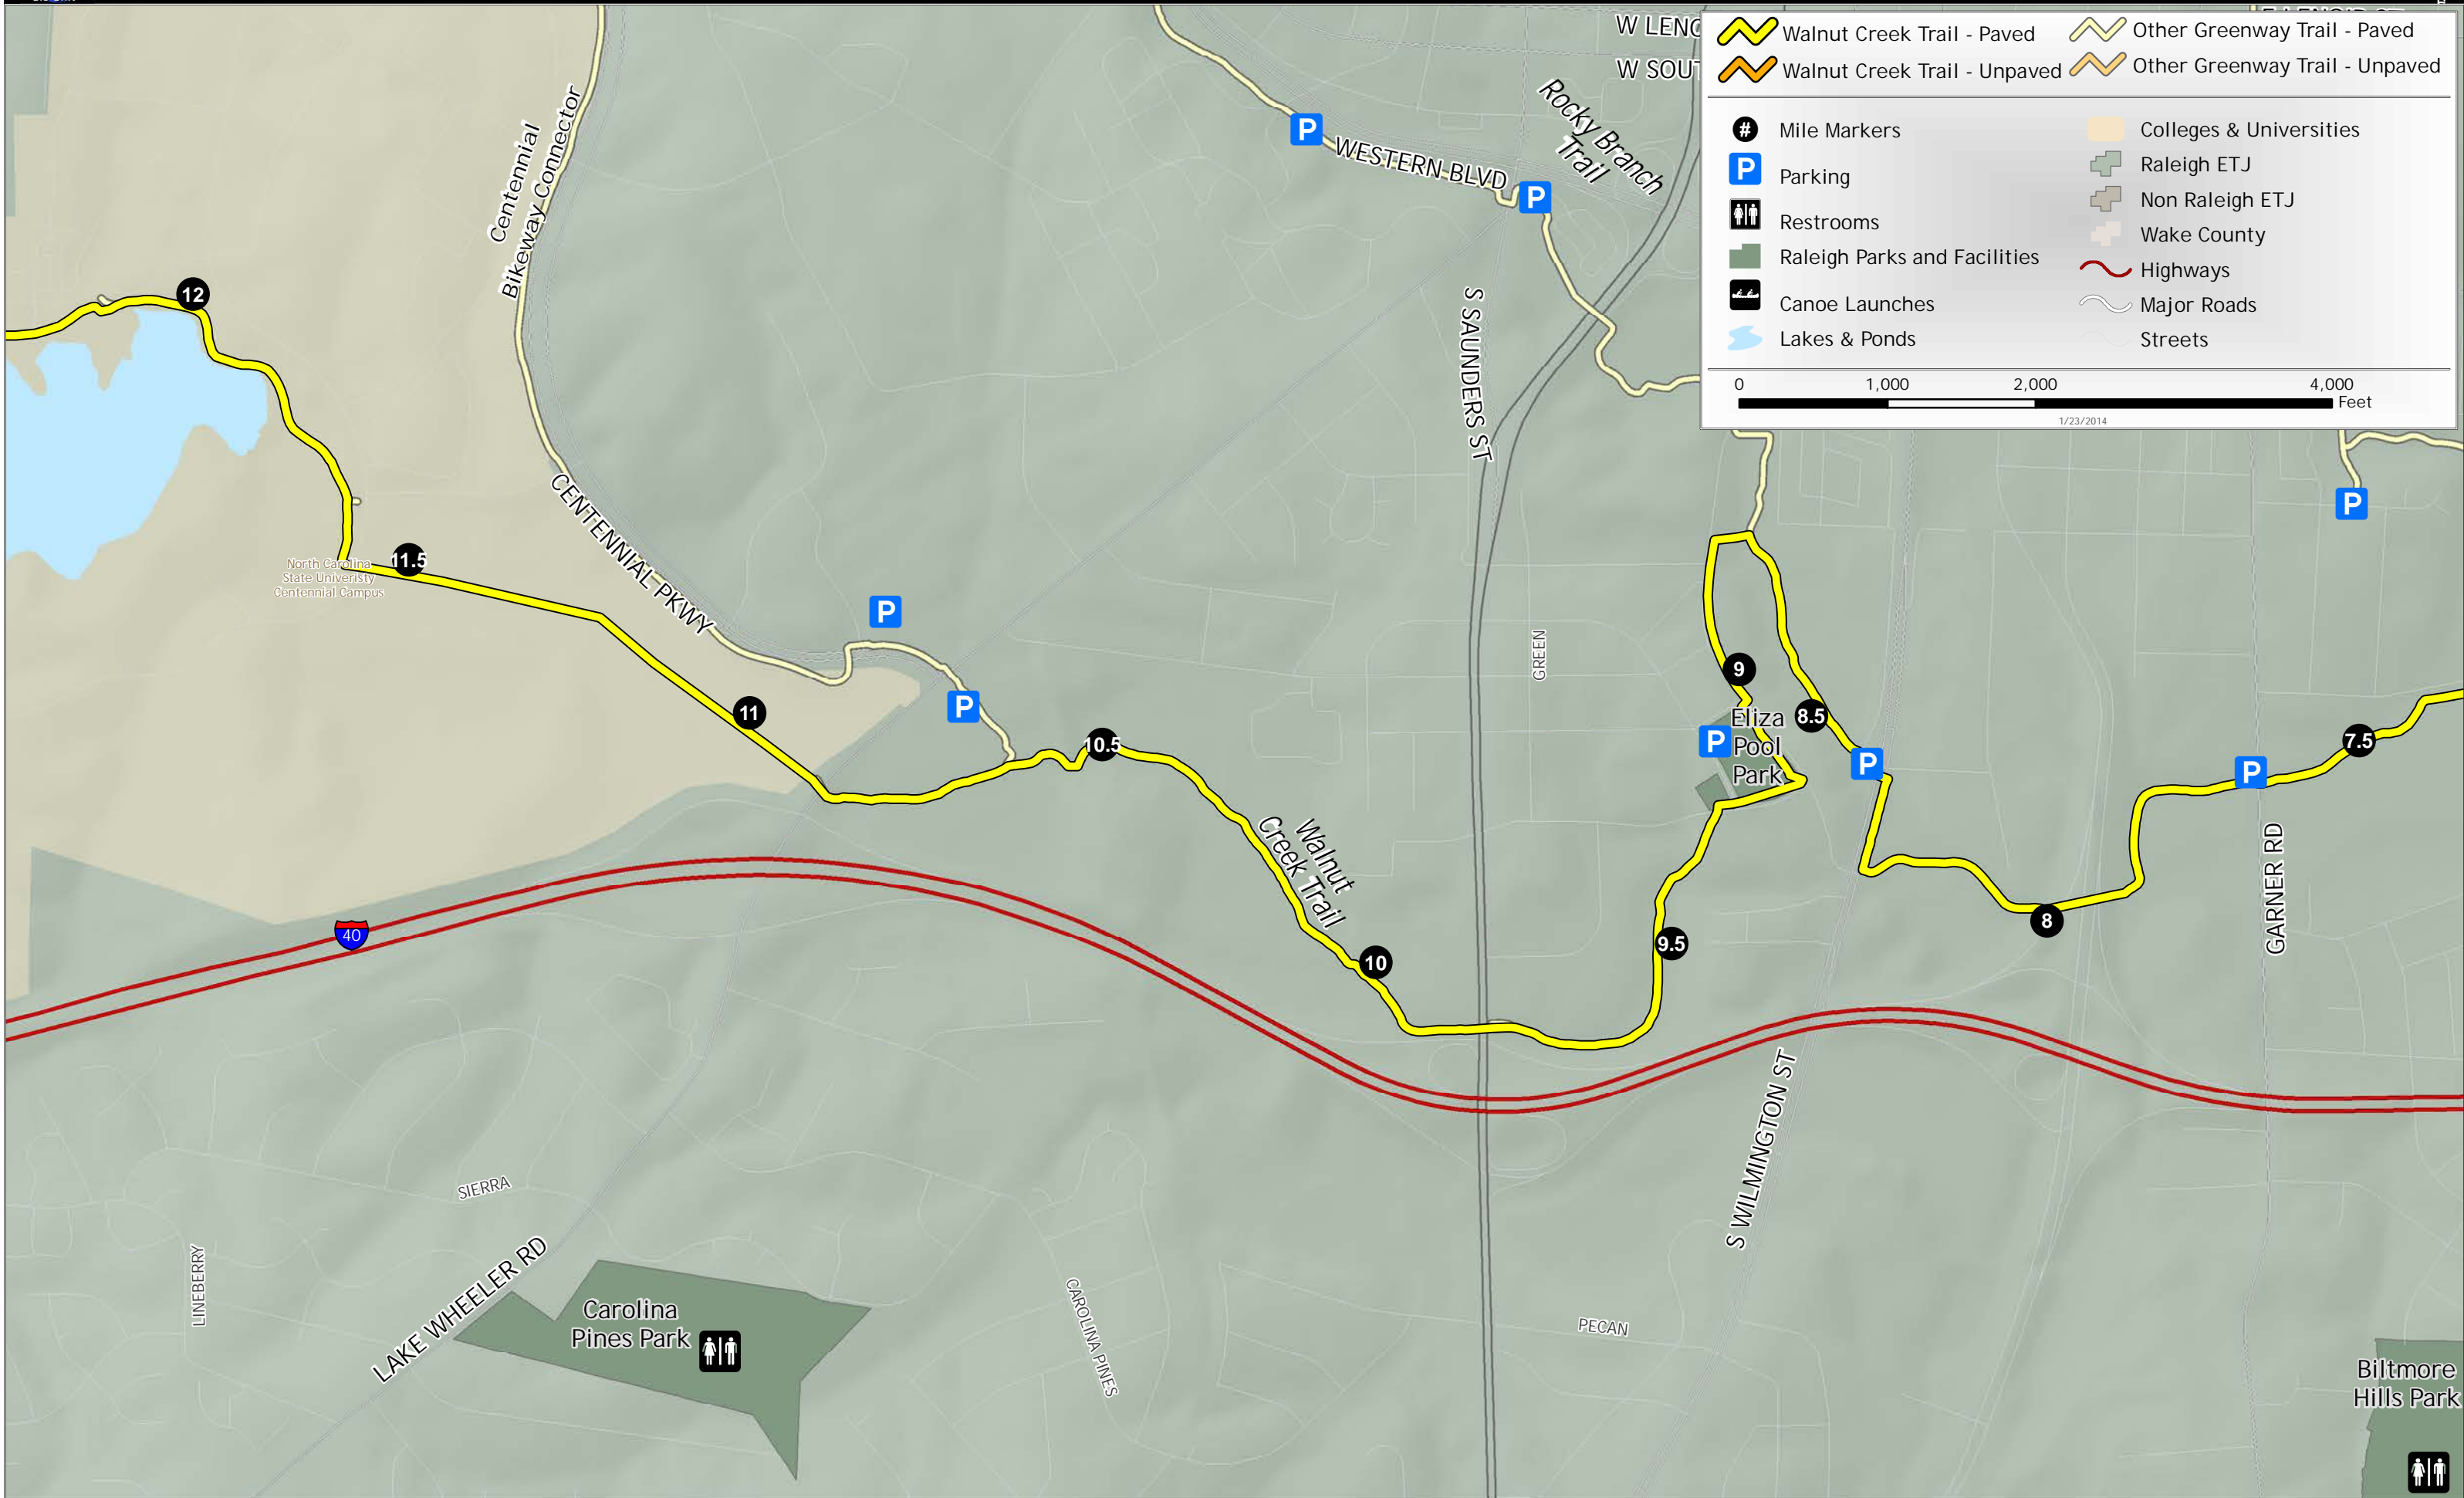 W LENO
W SOUT
Walnut Creek Trail - Paved
Walnut Creek Trail - Unpaved
Other Greenway Trail - Paved
Other Greenway Trail - Unpaved
# Mile Markers
P Parking
Restrooms
Raleigh Parks and Facilities
Canoe Launches
Lakes & Ponds
Colleges & Universities
Raleigh ETJ
Non Raleigh ETJ
Wake County
Highways
Major Roads
Streets
0 1,000 2,000 4,000
Feet
1/23/2014
Centennial
Bikeway Connector
P
WESTERN BLVD
P
Rocky Branch
Trail
12
S SAUNDERS ST
CENTENNIAL PKWY
P
11.5
North Carolina
State Univeristy
Centennial Campus
P
GREEN
9
11
P
8.5
Eliza
Pool
Park
P
P
10.5
P
7.5
Walnut
Creek Trail
GARNER RD
8
40
10
9.5
S WILMINGTON ST
SIERRA
LINEBERRY
LAKE WHEELER RD
Carolina
Pines Park
CAROLINA PINES
PECAN
Biltmore
Hills Park